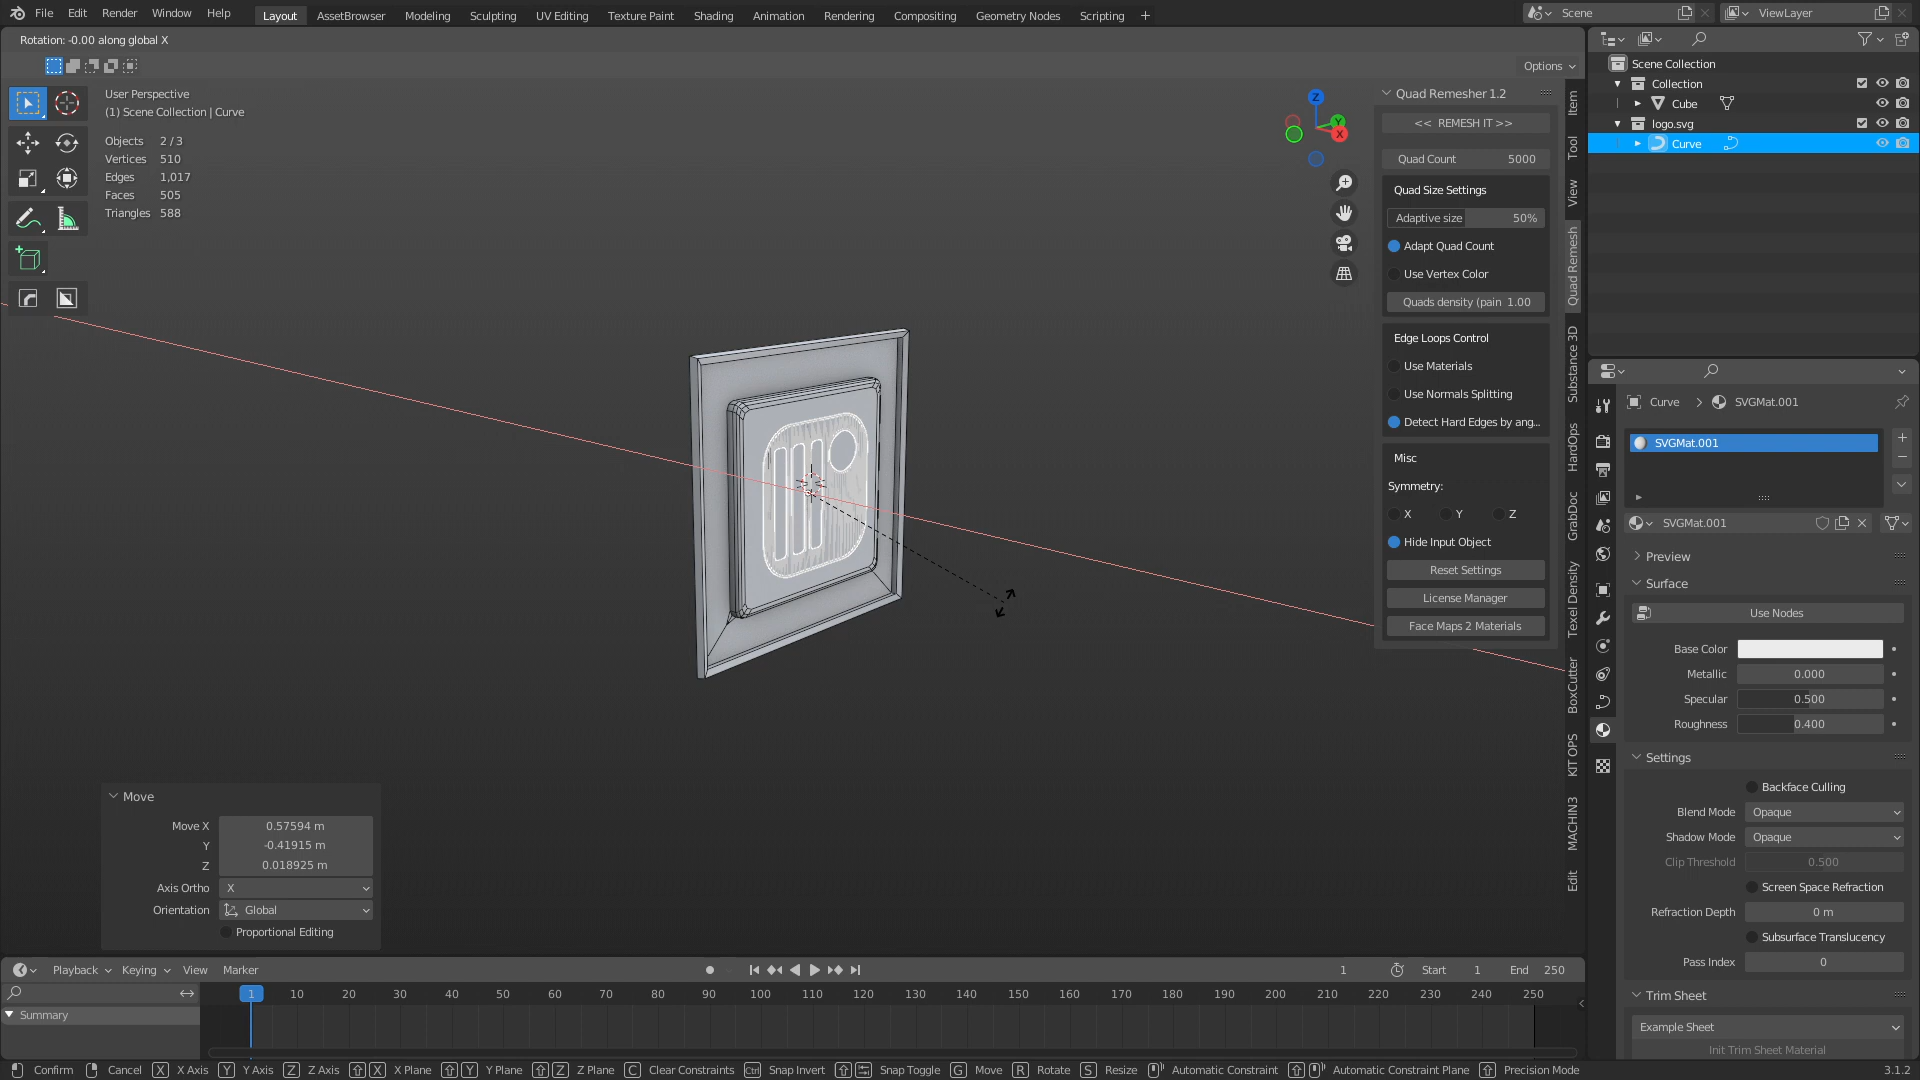 File Edit Render Window Help Layout AssetBrowser Modeling Sculpting UV Editing Texture Paint Shading Animation Rendering Compositing Geometry Nodes Scripting + Scene ViewLayer
Rotation: -0.00 along global X
Options
User Perspective
(1) Scene Collection | Curve
Objects 2 / 3
Vertices 510
Edges 1,017
Faces 505
Triangles 588
Z
Y
X
Quad Remesher 1.2
<< REMESH IT >>
Quad Count 5000
Quad Size Settings
Adaptive size 50%
Adapt Quad Count
Use Vertex Color
Quads density (pain 1.00
Edge Loops Control
Use Materials
Use Normals Splitting
Detect Hard Edges by ang...
Misc
Symmetry:
X Y Z
Hide Input Object
Reset Settings
License Manager
Face Maps 2 Materials
Item
Tool
View
Quad Remesh
Substance 3D
HardOps
GrabDoc
Texel Density
BoxCutter
KIT OPS
MACHIN3
Edit
Scene Collection
Collection
Cube
logo.svg
Curve
Curve > SVGMat.001
SVGMat.001
SVGMat.001
Preview
Surface
Use Nodes
Base Color
Metallic 0.000
Specular 0.500
Roughness 0.400
Settings
Backface Culling
Blend Mode Opaque
Shadow Mode Opaque
Clip Threshold 0.500
Screen Space Refraction
Refraction Depth 0 m
Subsurface Translucency
Pass Index 0
Trim Sheet
Example Sheet
Init Trim Sheet Material
Move
Move X 0.57594 m
Y -0.41915 m
Z 0.018925 m
Axis Ortho X
Orientation Global
Proportional Editing
Playback Keying View Marker 1 Start 1 End 250
1 10 20 30 40 50 60 70 80 90 100 110 120 130 140 150 160 170 180 190 200 210 220 230 240 250
Summary
Confirm Cancel X X Axis Y Y Axis Z Z Axis X X Plane Y Y Plane Z Z Plane C Clear Constraints Ctrl Snap Invert Snap Toggle G Move R Rotate S Resize Automatic Constraint Automatic Constraint Plane Precision Mode 3.1.2